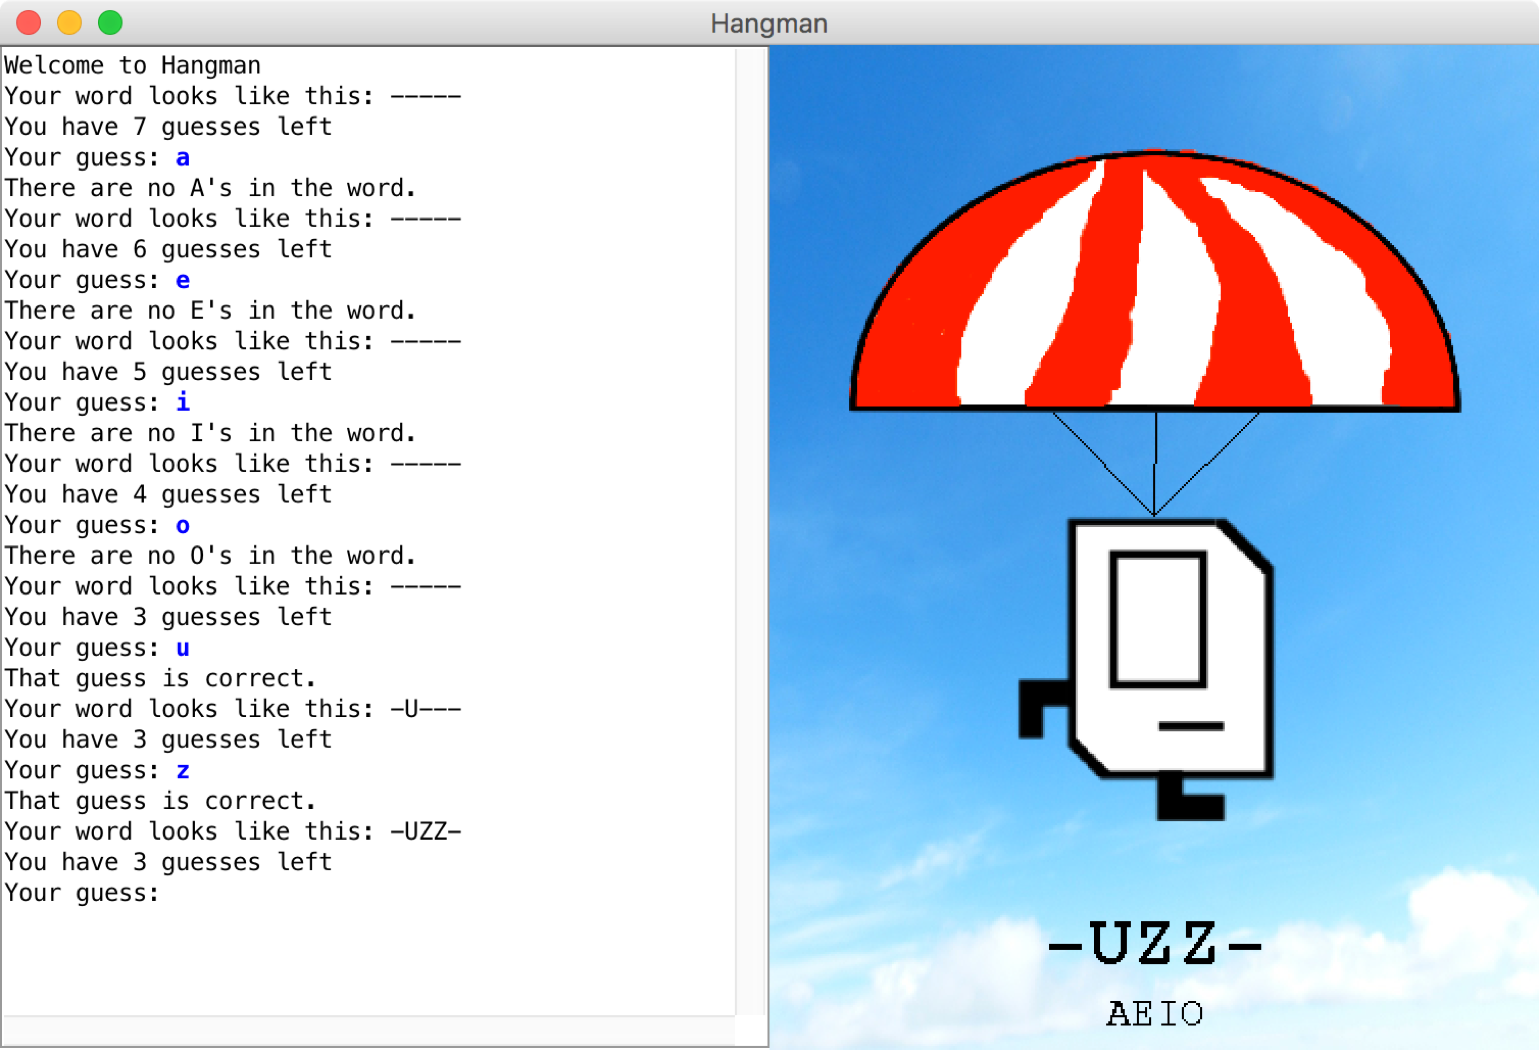 Hangman
Welcome to Hangman
Your word looks like this: -----
You have 7 guesses left
Your guess: a
There are no A's in the word.
Your word looks like this: -----
You have 6 guesses left
Your guess: e
There are no E's in the word.
Your word looks like this: -----
You have 5 guesses left
Your guess: i
There are no I's in the word.
Your word looks like this: -----
You have 4 guesses left
Your guess: o
There are no O's in the word.
Your word looks like this: -----
You have 3 guesses left
Your guess: u
That guess is correct.
Your word looks like this: -U---
You have 3 guesses left
Your guess: z
That guess is correct.
Your word looks like this: -UZZ-
You have 3 guesses left
Your guess:
-UZZ-
AEIO